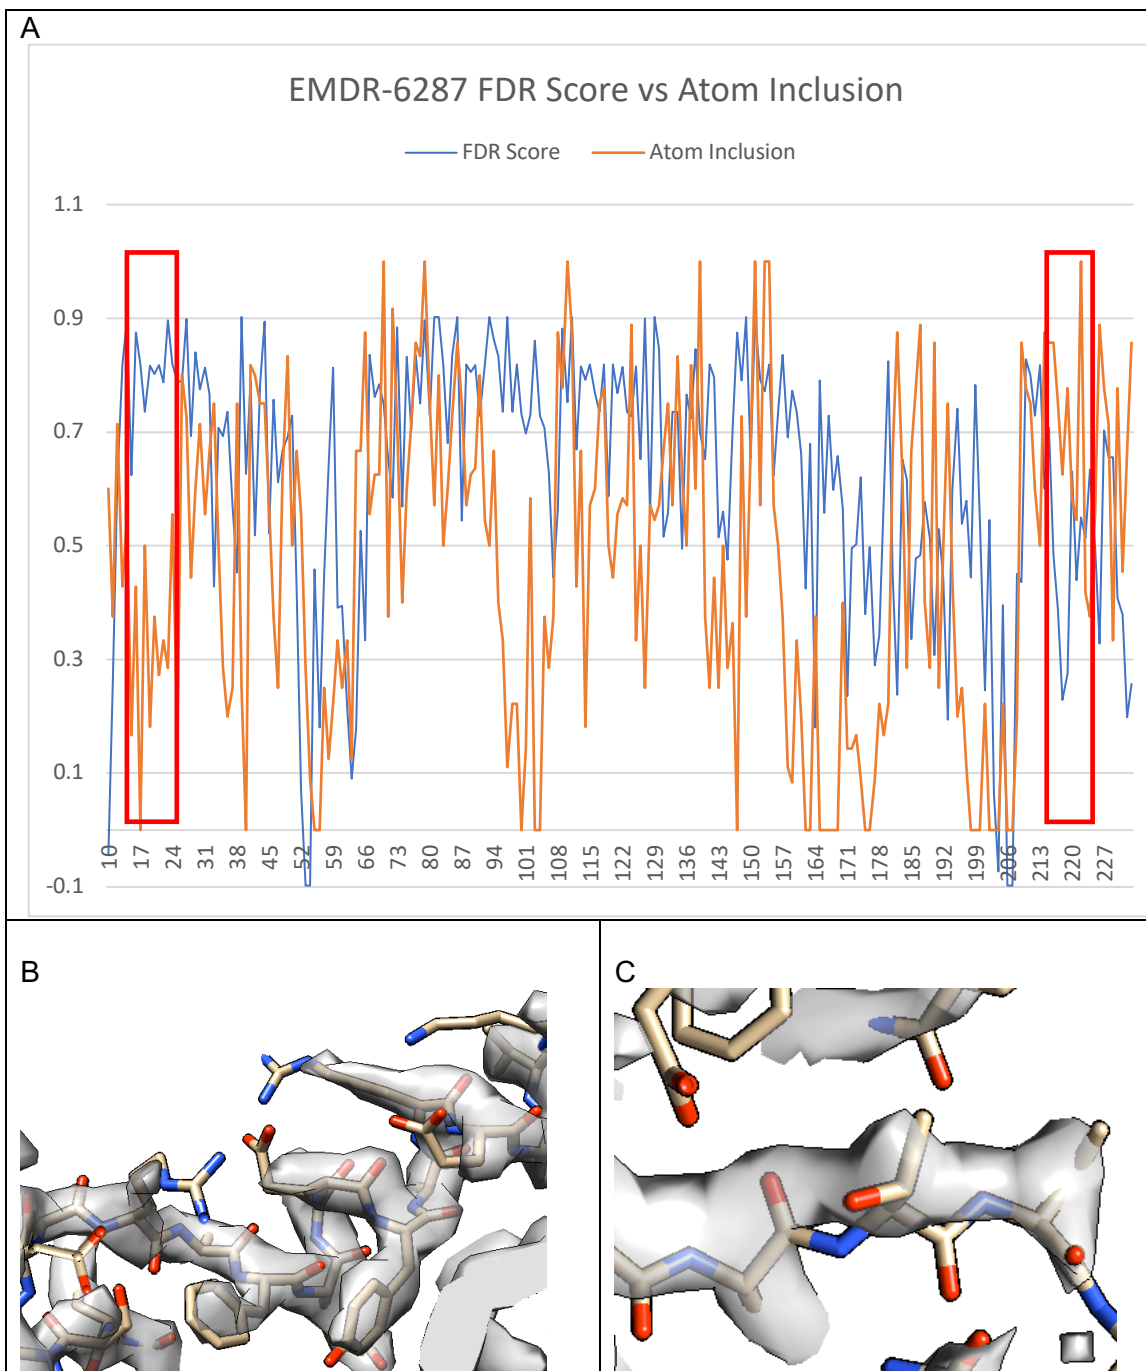 A
EMDR-6287 FDR Score vs Atom Inclusion
FDR Score Atom Inclusion
1.1
0.9
0.7
0.5
0.3
0.1
-0.1
10 17 24 31 38 45 52 59 66 73 80 87 94 101 108 115 122 129 136 143 150 157 164 171 178 185 192 199 206 213 220 227
B C